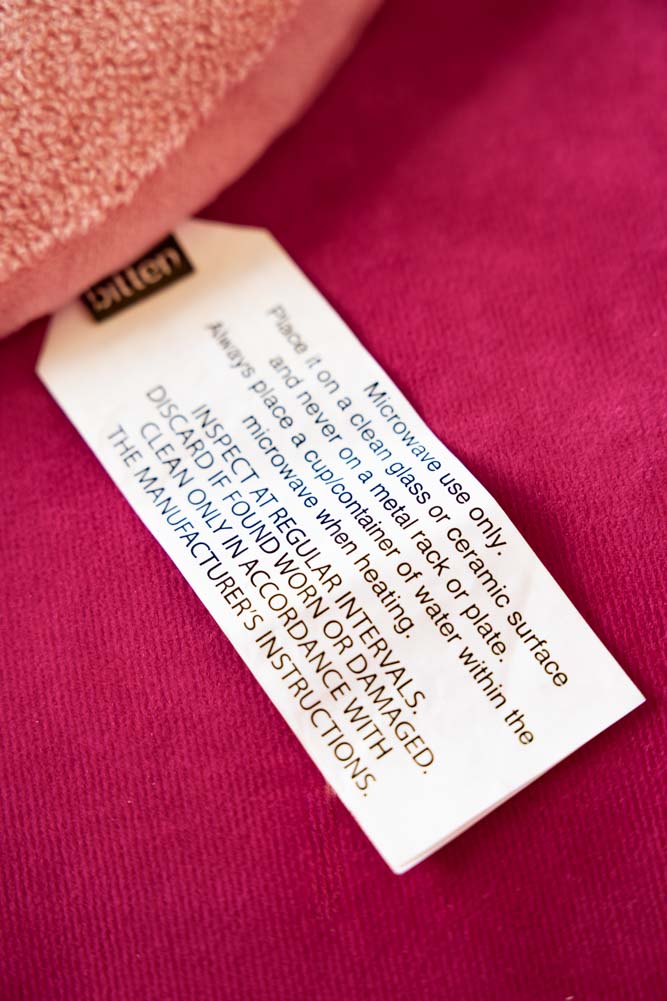 bitten
Microwave use only.
Place it on a clean glass or ceramic surface
and never on a metal rack or plate.
Always place a cup/container of water within the
microwave when heating.
INSPECT AT REGULAR INTERVALS.
DISCARD IF FOUND WORN OR DAMAGED.
CLEAN ONLY IN ACCORDANCE WITH
THE MANUFACTURER'S INSTRUCTIONS.